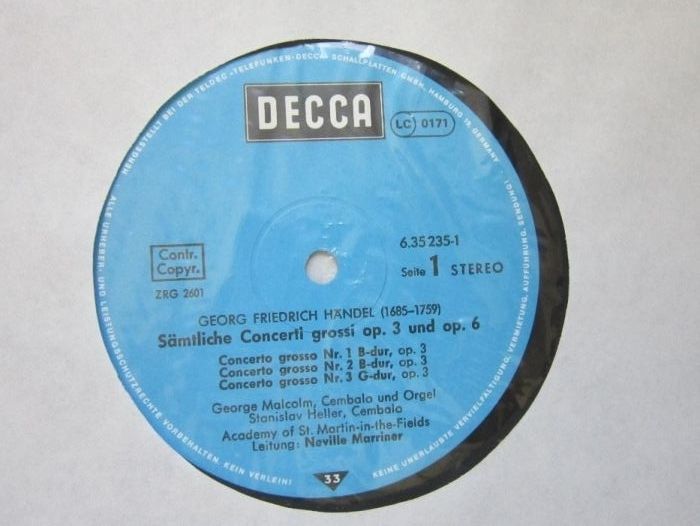 HERGESTELLT BEI DER TELDEC »TELEFUNKEN-DECCA« SCHALLPLATTEN GMBH, HAMBURG 19, GERMANY
DECCA
LC 0171
6.35 235-1
Contr.
Copyr.
Seite 1 STEREO
ZRG 2601
GEORG FRIEDRICH HÄNDEL (1685–1759)
Sämtliche Concerti grossi op. 3 und op. 6
Concerto grosso Nr. 1 B-dur, op. 3
Concerto grosso Nr. 2 B-dur, op. 3
Concerto grosso Nr. 3 G-dur, op. 3
George Malcolm, Cembalo und Orgel
Stanislav Heller, Cembalo
Academy of St. Martin-in-the-Fields
Leitung: Neville Marriner
33
ALLE URHEBER- UND LEISTUNGSSCHUTZRECHTE VORBEHALTEN. KEIN VERLEIH!
KEINE UNERLAUBTE VERVIELFÄLTIGUNG, VERMIETUNG, AUFFÜHRUNG, SENDUNG!